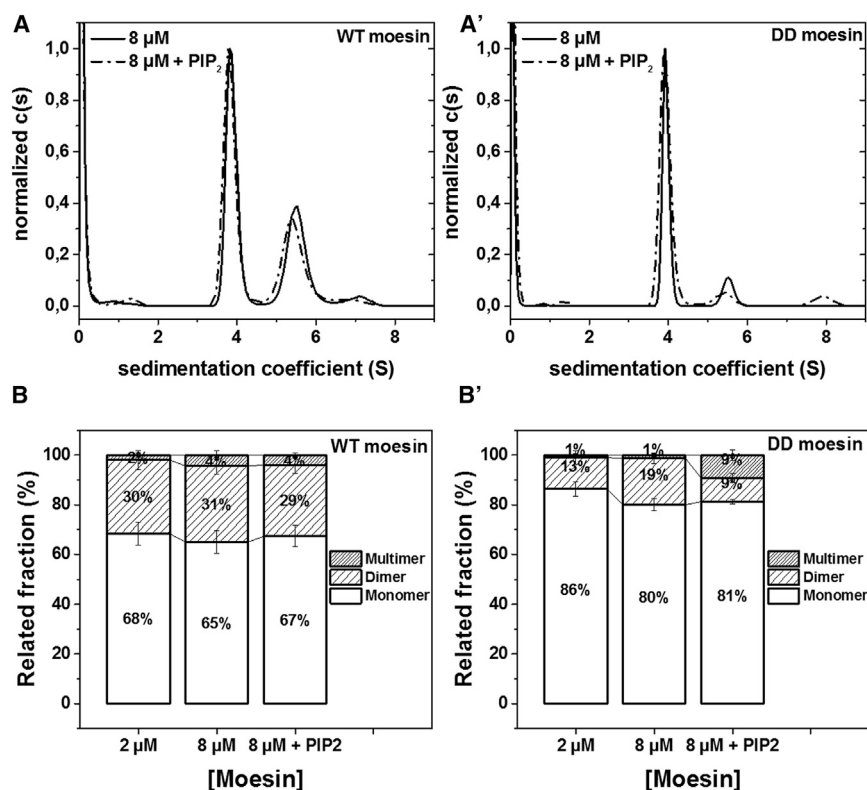 A
WT moesin
8 µM
8 µM + PIP₂
normalized c(s)
1,0
0,8
0,6
0,4
0,2
0,0
0 2 4 6 8
sedimentation coefficient (S)
A'
DD moesin
8 µM
8 µM + PIP₂
normalized c(s)
1,0
0,8
0,6
0,4
0,2
0,0
0 2 4 6 8
sedimentation coefficient (S)
B
WT moesin
Related fraction (%)
100
80
60
40
20
0
2% 4% 4%
30% 31% 29%
68% 65% 67%
Multimer
Dimer
Monomer
2 µM 8 µM 8 µM + PIP2
[Moesin]
B'
DD moesin
Related fraction (%)
100
80
60
40
20
0
1% 1% 9%
13% 19% 9%
86% 80% 81%
Multimer
Dimer
Monomer
2 µM 8 µM 8 µM + PIP2
[Moesin]